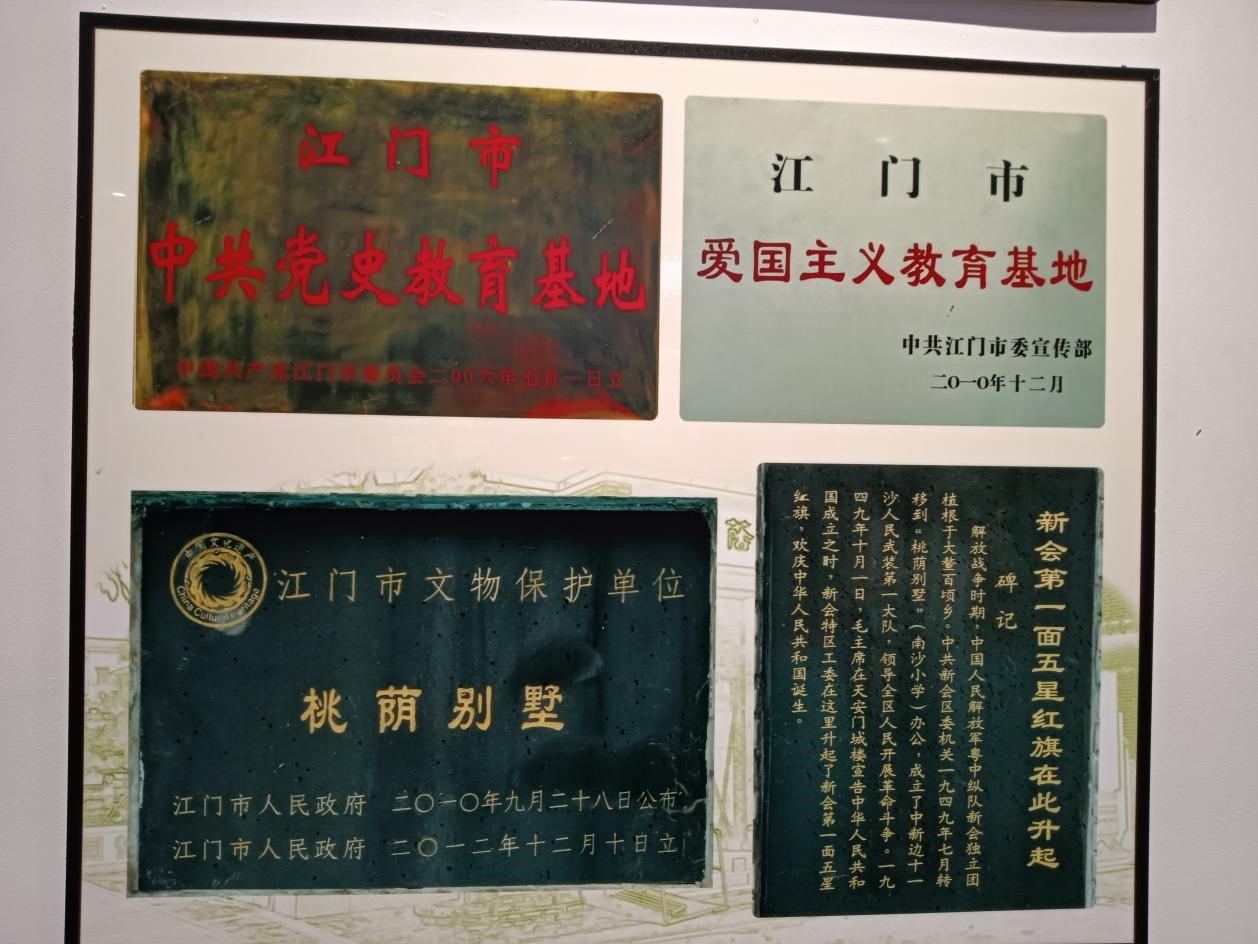 江门市
中共党史教育基地
中国共产党江门市委员会二00六年七月一日立
江门市
爱国主义教育基地
中共江门市委宣传部
二O一O年十二月
中国文化遗产
China Cultural Heritage
江门市文物保护单位
桃荫别墅
江门市人民政府 二〇一〇年九月二十八日公布
江门市人民政府 二〇一二年十二月十日立
荫
新会第一面五星红旗在此升起
碑记
解放战争时期，中国人民解放军粤中纵队新会独立团
植根于大鳌百顷乡。中共新会区委机关一九四九年七月转
移到“桃荫别墅”（南沙小学）办公，成立了中新边十一
沙人民武装第一大队，领导全区人民开展革命斗争。一九
四九年十月一日，毛主席在天安门城楼宣告中华人民共和
国成立之时，新会特区工委在这里升起了新会第一面五星
红旗，欢庆中华人民共和国诞生。